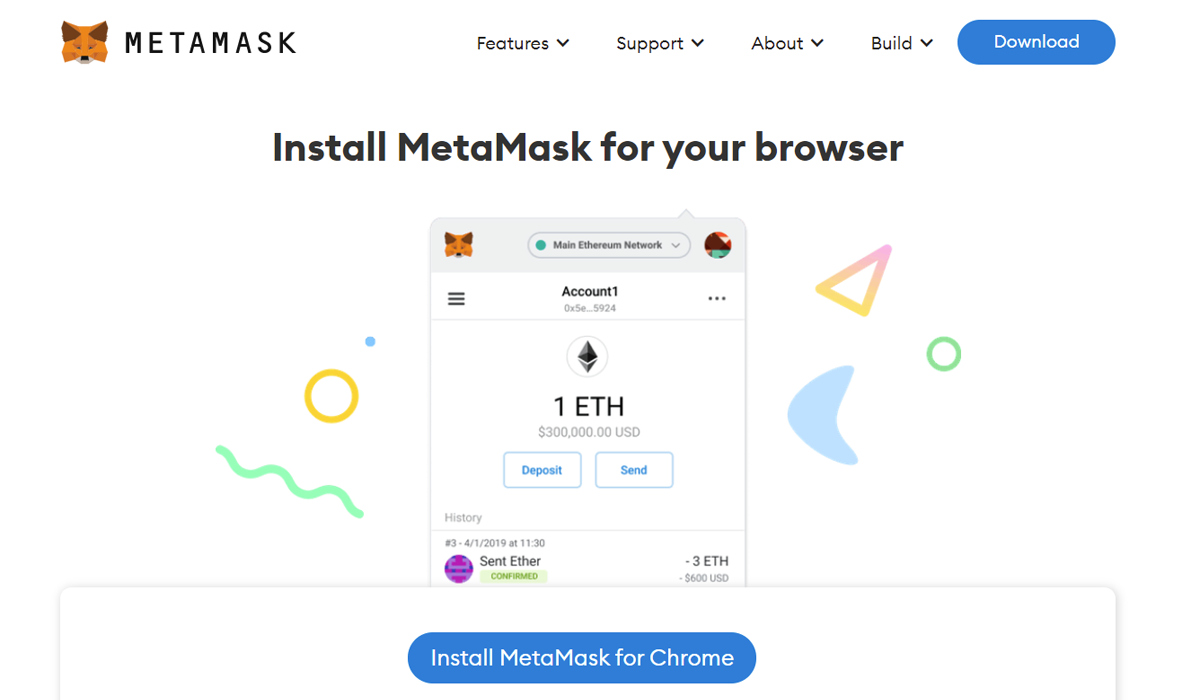 METAMASK
Features Support About Build Download
Install MetaMask for your browser
Main Ethereum Network
Account1
0x5e...5924
1 ETH
$300,000.00 USD
Deposit Send
History
#3 - 4/1/2019 at 11:30
Sent Ether - 3 ETH
CONFIRMED - $600 USD
Install MetaMask for Chrome